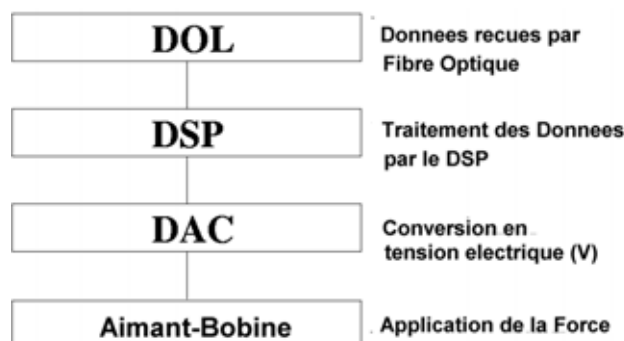 DOL
Donnees recues par
Fibre Optique
DSP
Traitement des Donnees
par le DSP
DAC
Conversion en
tension electrique (V)
Aimant-Bobine
Application de la Force